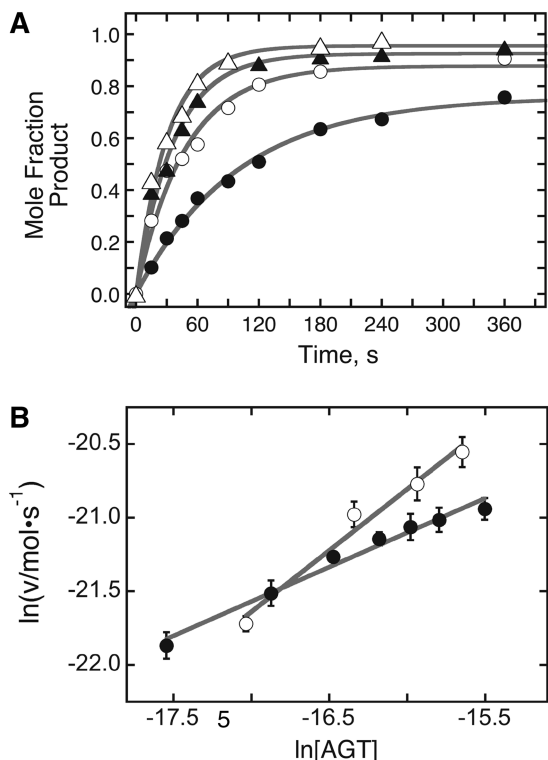 A
1.0
0.8
0.6
0.4
0.2
0.0
Mole Fraction
Product
0 60 120 180 240 300 360
Time, s
B
-20.5
-21.0
-21.5
-22.0
ln(v/mol•s⁻¹)
-17.5 5 -16.5 -15.5
ln[AGT]